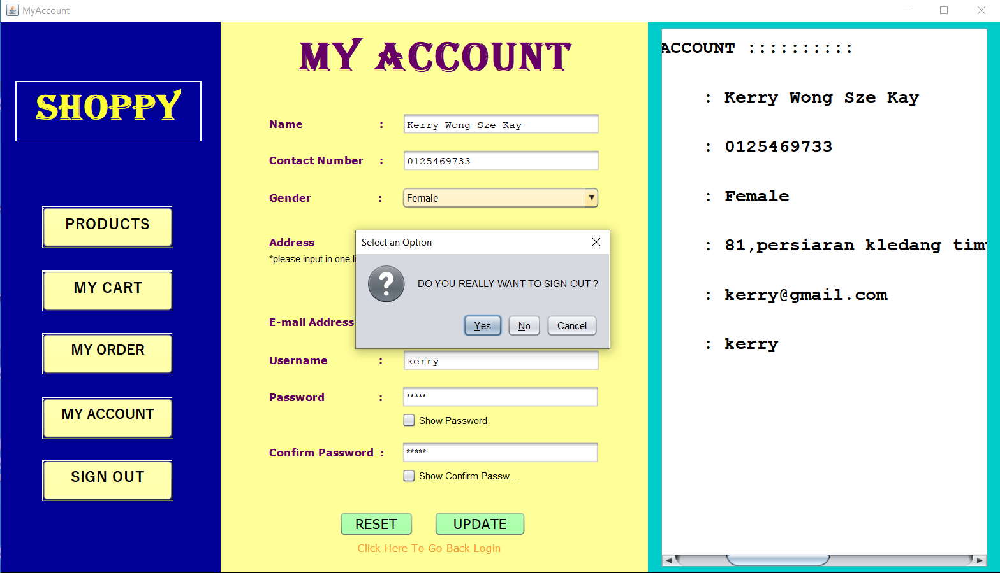 MyAccount
SHOPPY
PRODUCTS
MY CART
MY ORDER
MY ACCOUNT
SIGN OUT
MY ACCOUNT
Name :
Kerry Wong Sze Kay
Contact Number :
0125469733
Gender :
Female
Address
*please input in one li
E-mail Address
Username :
kerry
Password :
*****
Show Password
Confirm Password :
*****
Show Confirm Passw...
RESET
UPDATE
Click Here To Go Back Login
Select an Option
?
DO YOU REALLY WANT TO SIGN OUT ?
Yes
No
Cancel
ACCOUNT ::::::::::
: Kerry Wong Sze Kay
: 0125469733
: Female
: 81,persiaran kledang tim
: kerry@gmail.com
: kerry